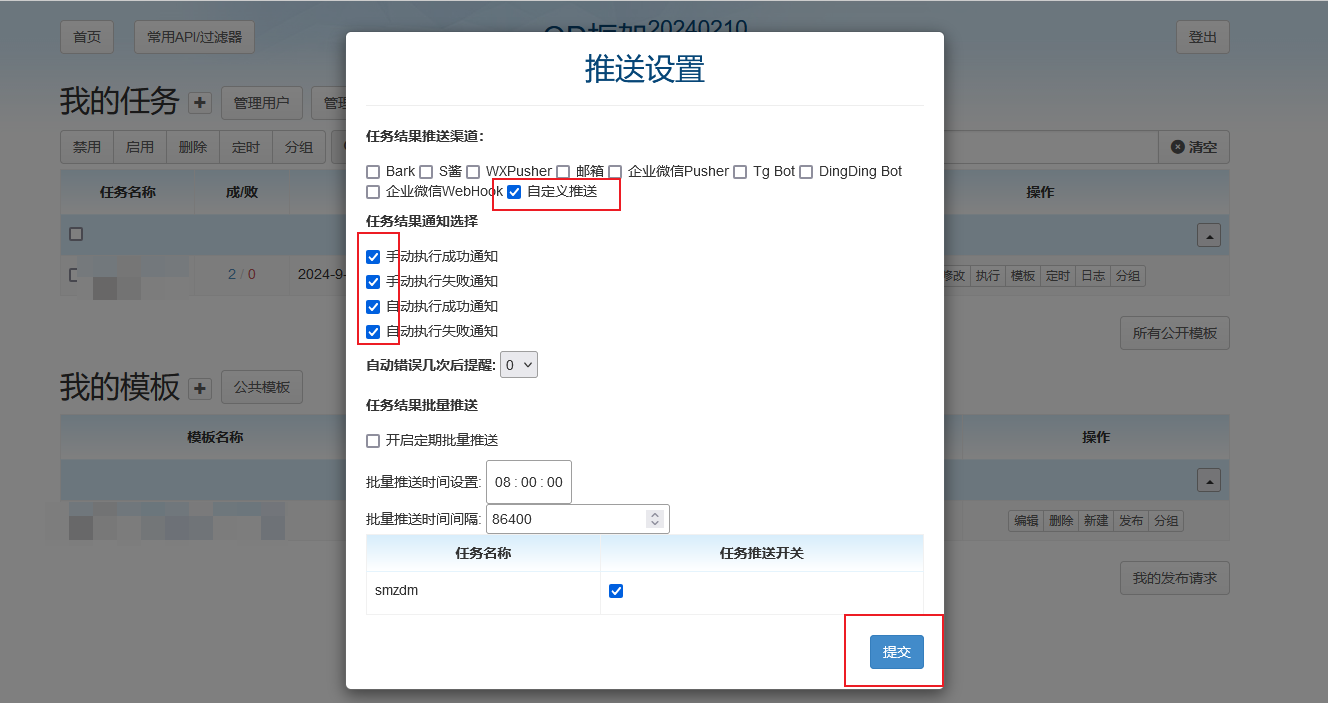 首页 常用API/过滤器 QD框架20240210 登出
推送设置
我的任务 + 管理用户
禁用 启用 删除 定时 分组 清空
任务名称 成/败 操作
2 / 0 2024-9- 修改 执行 模板 定时 日志 分组
所有公开模板
我的模板 + 公共模板
模板名称 操作
编辑 删除 新建 发布 分组
我的发布请求
任务结果推送渠道:
Bark S酱 WXPusher 邮箱 企业微信Pusher Tg Bot DingDing Bot
企业微信WebHook 自定义推送
任务结果通知选择
手动执行成功通知
手动执行失败通知
自动执行成功通知
自动执行失败通知
自动错误几次后提醒: 0
任务结果批量推送
开启定期批量推送
批量推送时间设置: 08 : 00 : 00
批量推送时间间隔: 86400
任务名称 任务推送开关
smzdm
提交